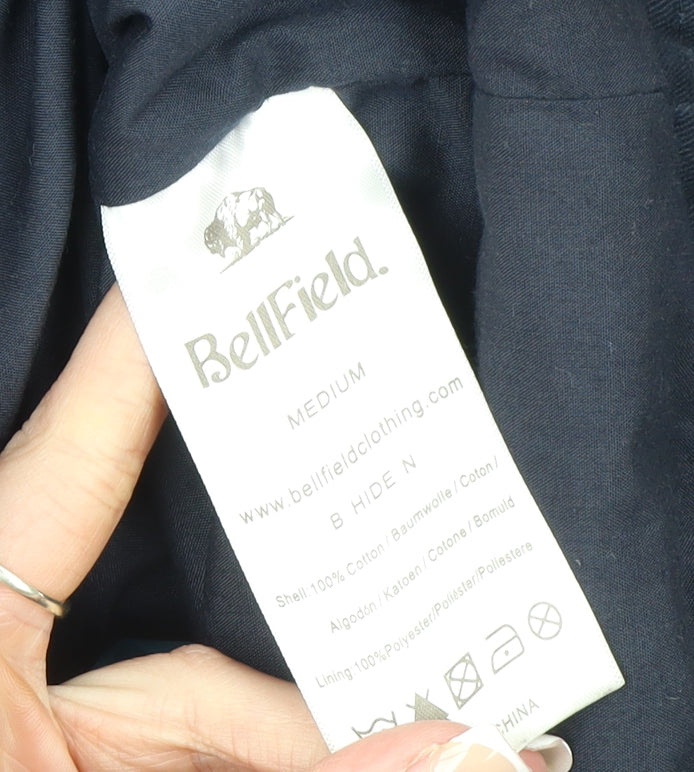 BellField.
MEDIUM
www.bellfieldclothing.com
B HIDE N
Shell:100% Cotton/Baumwolle/Coton/
Algodón/Katoen/Cotone/Bomuld
Lining:100%Polyester/Poliéster/Poliestere
CHINA